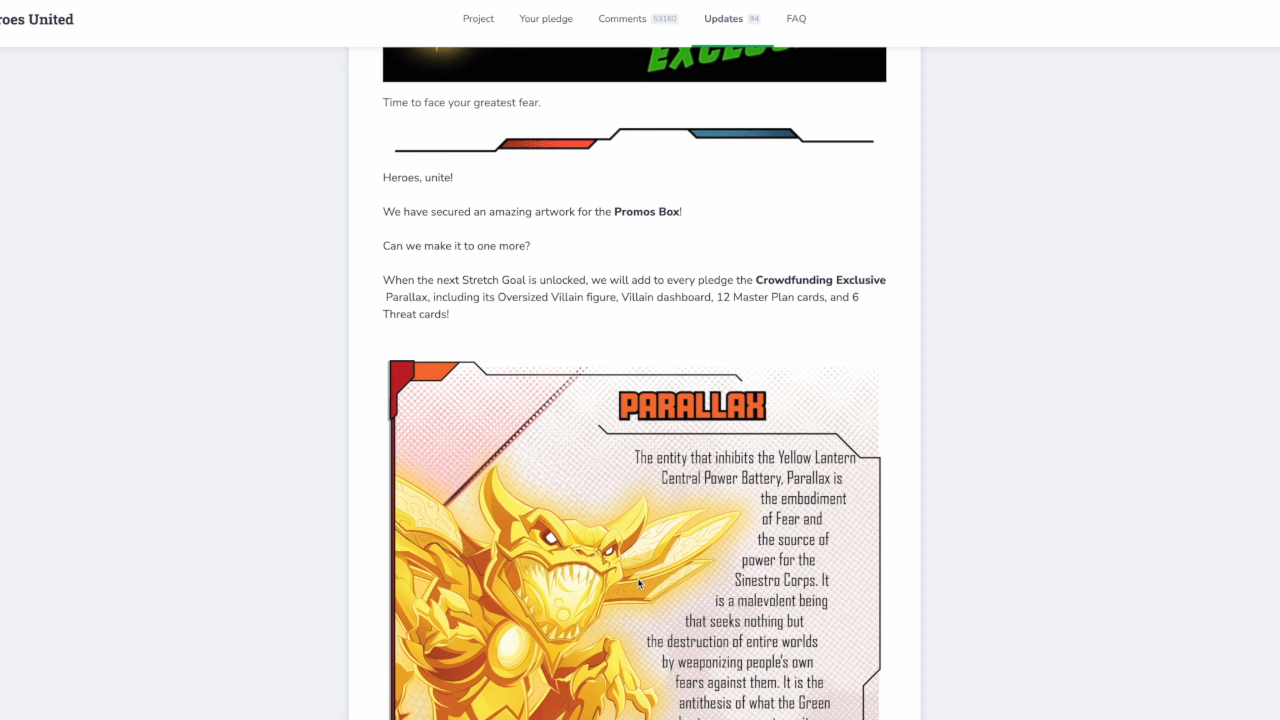 roes United
Project
Your pledge
Comments 53160
Updates 94
FAQ
Time to face your greatest fear.
Heroes, unite!
We have secured an amazing artwork for the Promos Box!
Can we make it to one more?
When the next Stretch Goal is unlocked, we will add to every pledge the Crowdfunding Exclusive
Parallax, including its Oversized Villain figure, Villain dashboard, 12 Master Plan cards, and 6
Threat cards!
PARALLAX
The entity that inhibits the Yellow Lantern
Central Power Battery, Parallax is
the embodiment
of Fear and
the source of
power for the
Sinestro Corps. It
is a malevolent being
that seeks nothing but
the destruction of entire worlds
by weaponizing people's own
fears against them. It is the
antithesis of what the Green